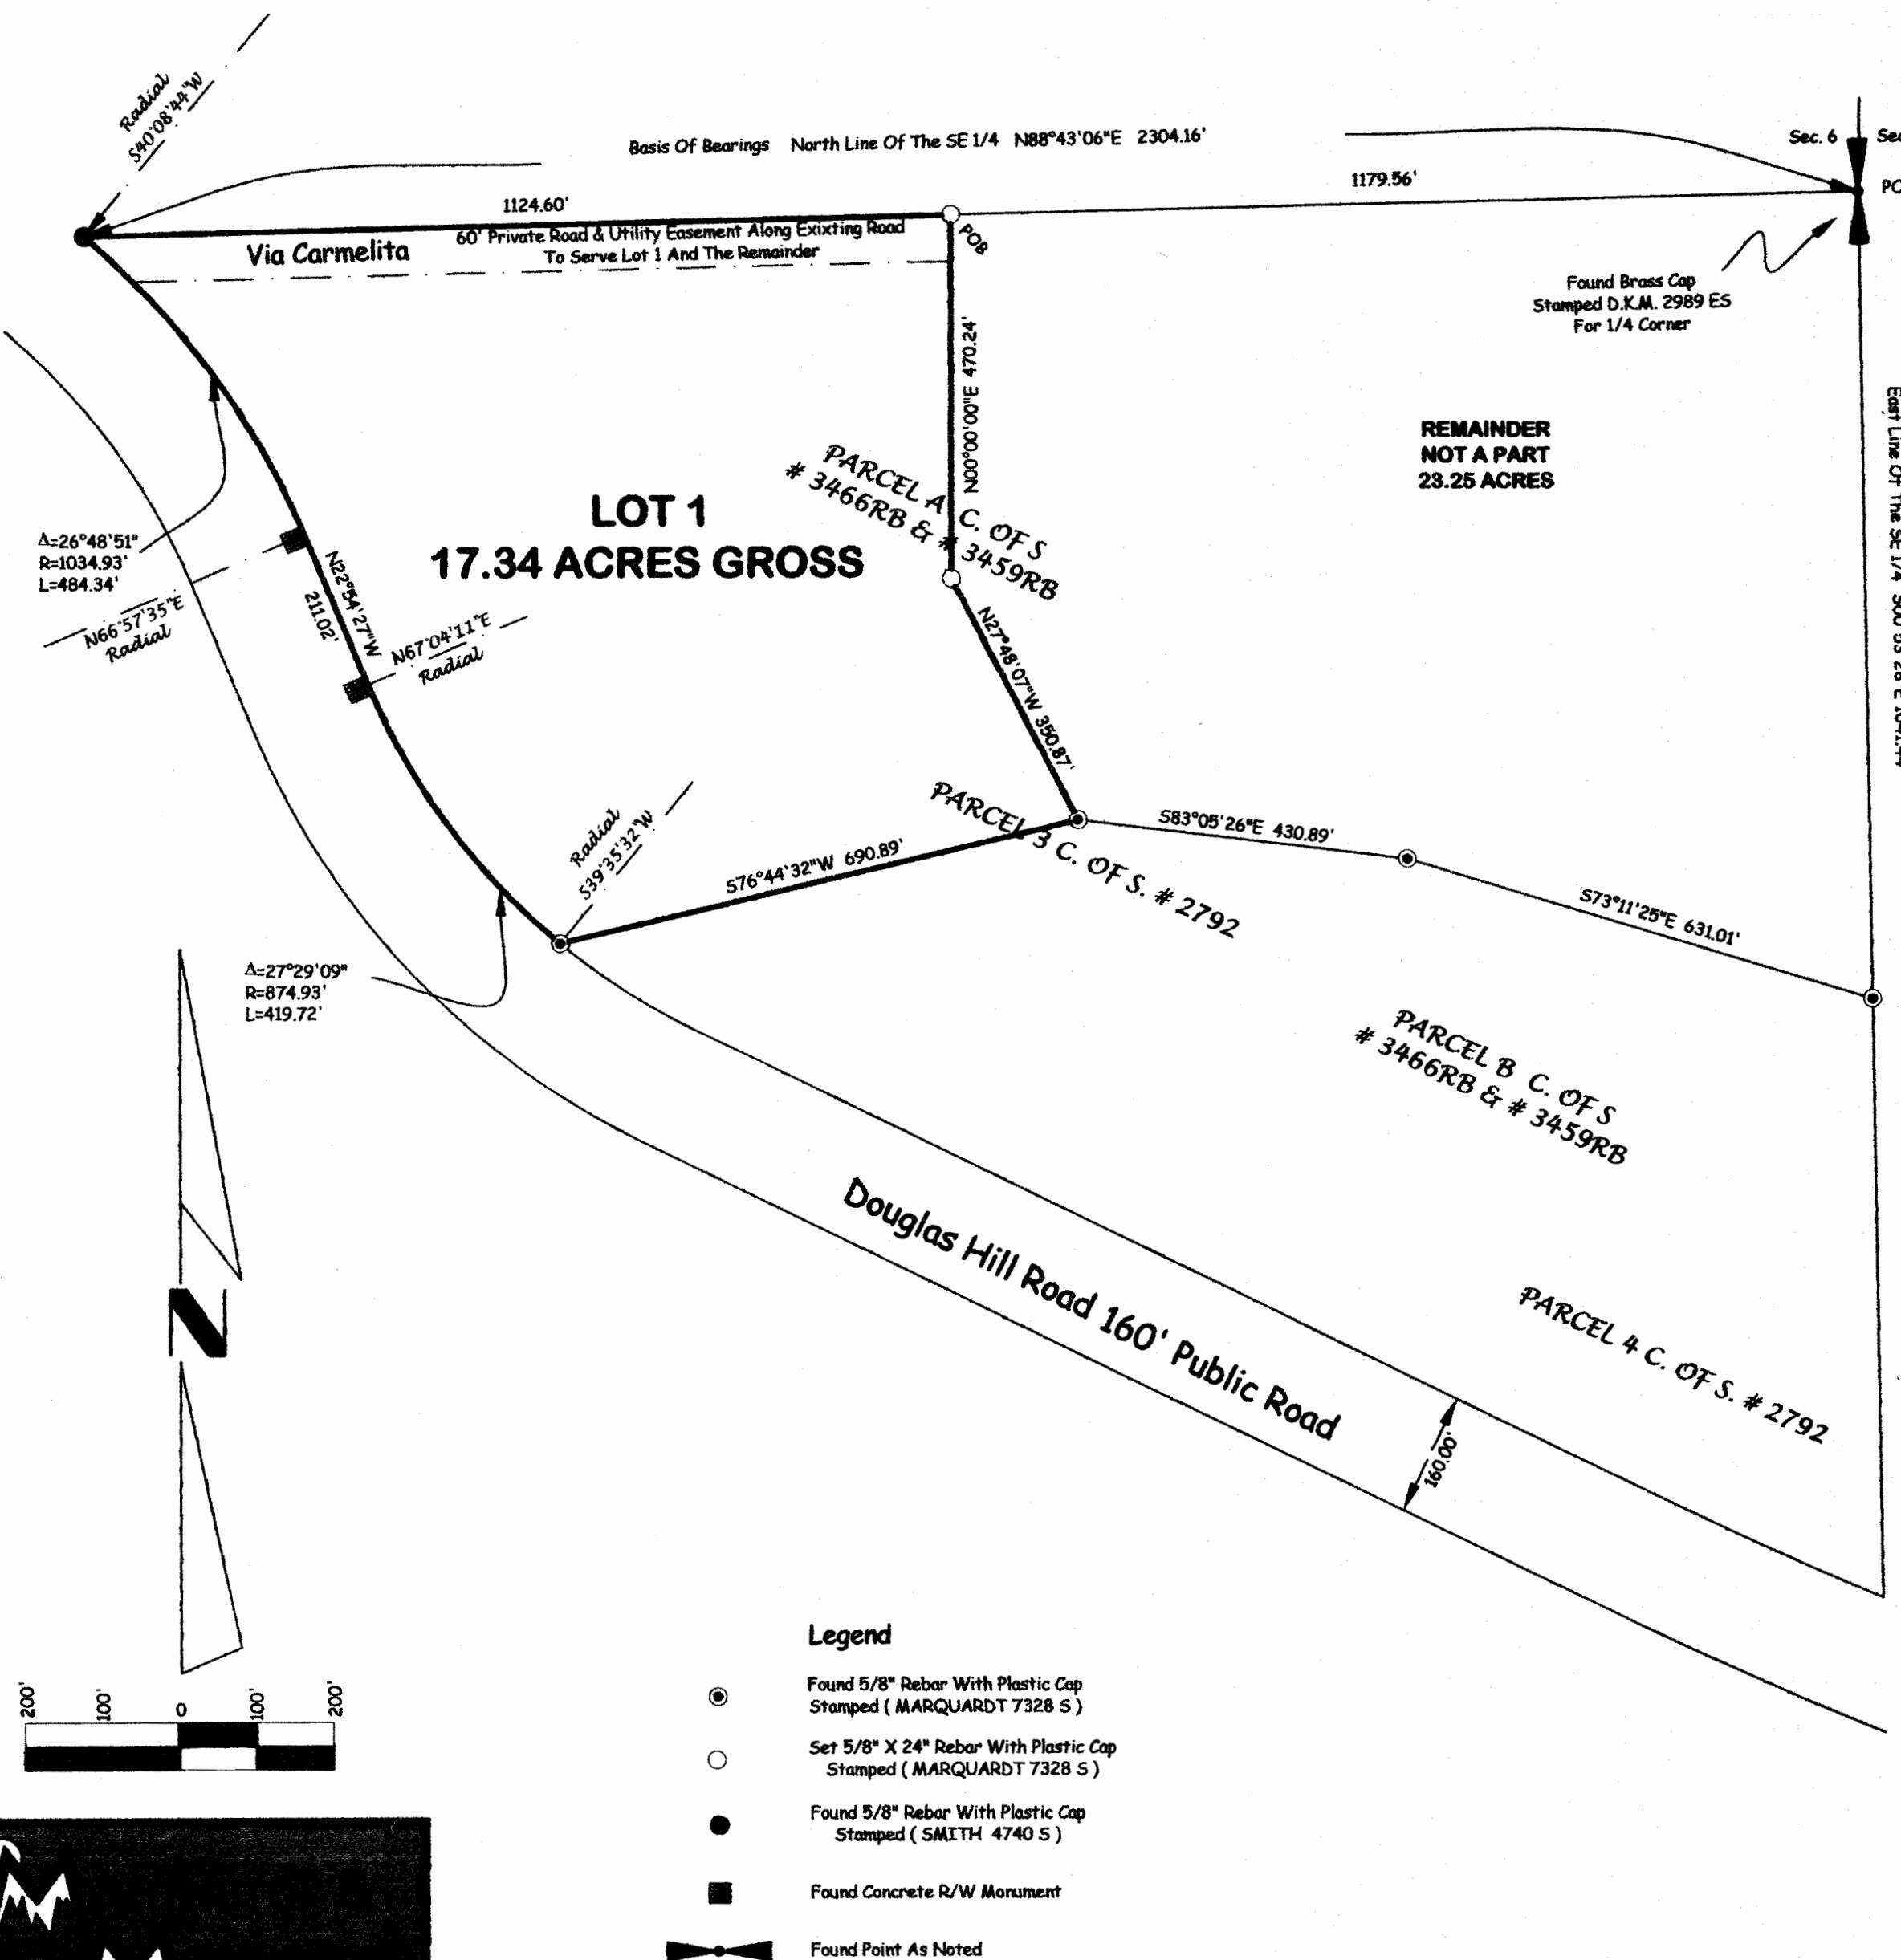 Radial
S40°08'44"W
Basis Of Bearings North Line Of The SE 1/4 N88°43'06"E 2304.16'
Sec. 6
1179.56'
1124.60'
Via Carmelita
60' Private Road & Utility Easement Along Exixting Road
To Serve Lot 1 And The Remainder
POB
Found Brass Cap
Stamped D.K.M. 2989 ES
For 1/4 Corner
N00°00'00"E 470.24'
REMAINDER
NOT A PART
23.25 ACRES
PARCEL A C. OF S
# 3466RB & # 3459RB
LOT 1
17.34 ACRES GROSS
Δ=26°48'51"
R=1034.93'
L=484.34'
N66°57'35"E
Radial
N22°54'27"W
211.02'
N67°04'11"E
Radial
N27°48'07"W 350.87'
East Line Of The SE 1/4
PARCEL 3 C. OF S. # 2792
S83°05'26"E 430.89'
Radial
S39°35'32"W
S76°44'32"W 690.89'
S73°11'25"E 631.01'
Δ=27°29'09"
R=874.93'
L=419.72'
PARCEL B C. OF S
# 3466RB & # 3459RB
Douglas Hill Road 160' Public Road
PARCEL 4 C. OF S. # 2792
160.00'
N
200' 100' 0 100' 200'
Legend
Found 5/8" Rebar With Plastic Cap
Stamped ( MARQUARDT 7328 S )
Set 5/8" X 24" Rebar With Plastic Cap
Stamped ( MARQUARDT 7328 S )
Found 5/8" Rebar With Plastic Cap
Stamped ( SMITH 4740 S )
Found Concrete R/W Monument
Found Point As Noted